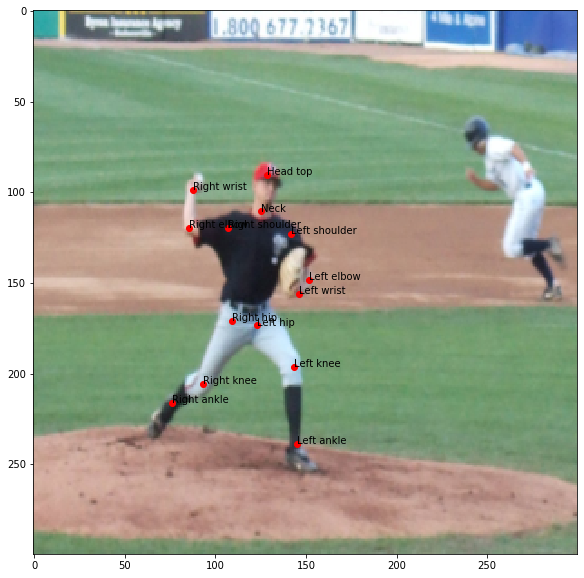 1.800 677.2367
0
50
100
150
200
250
0
50
100
150
200
250
Head top
Right wrist
Neck
Right elbow
Right shoulder
Left shoulder
Left elbow
Left wrist
Right hip
Left hip
Left knee
Right knee
Right ankle
Left ankle